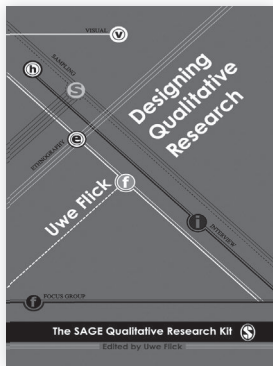 VISUAL v
h
SAMPLING
s
Designing
Qualitative
Research
ETHNOGRAPHY e
Uwe Flick f
i INTERVIEW
f FOCUS GROUP
The SAGE Qualitative Research Kit S
Edited by Uwe Flick